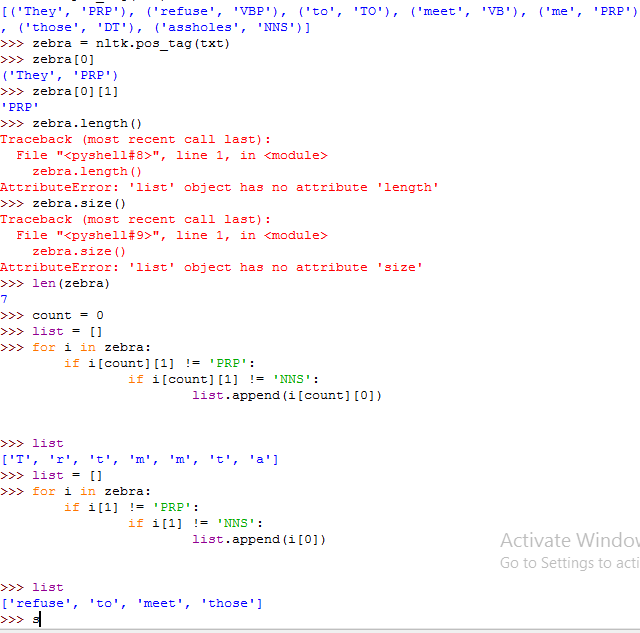 [('They', 'PRP'), ('refuse', 'VBP'), ('to', 'TO'), ('meet', 'VB'), ('me', 'PRP')
, ('those', 'DT'), ('assholes', 'NNS')]
>>> zebra = nltk.pos_tag(txt)
>>> zebra[0]
('They', 'PRP')
>>> zebra[0][1]
'PRP'
>>> zebra.length()
Traceback (most recent call last):
  File "<pyshell#8>", line 1, in <module>
    zebra.length()
AttributeError: 'list' object has no attribute 'length'
>>> zebra.size()
Traceback (most recent call last):
  File "<pyshell#9>", line 1, in <module>
    zebra.size()
AttributeError: 'list' object has no attribute 'size'
>>> len(zebra)
7
>>> count = 0
>>> list = []
>>> for i in zebra:
        if i[count][1] != 'PRP':
                if i[count][1] != 'NNS':
                        list.append(i[count][0])
>>> list
['T', 'r', 't', 'm', 'm', 't', 'a']
>>> list = []
>>> for i in zebra:
        if i[1] != 'PRP':
                if i[1] != 'NNS':
                        list.append(i[0])
Activate Windo
Go to Settings to acti
>>> list
['refuse', 'to', 'meet', 'those']
>>> s